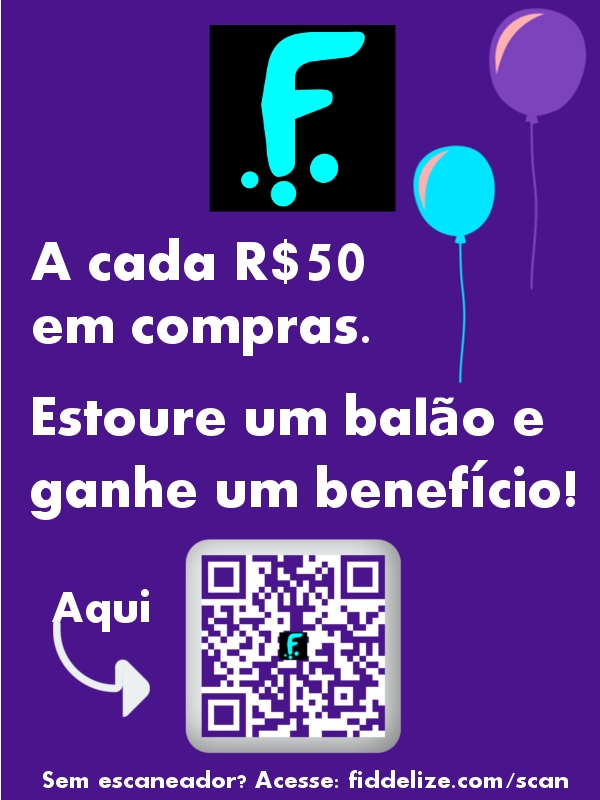 F
A cada R$50
em compras.
Estoure um balão e
ganhe um benefício!
Aqui
F
Sem escaneador? Acesse: fiddelize.com/scan